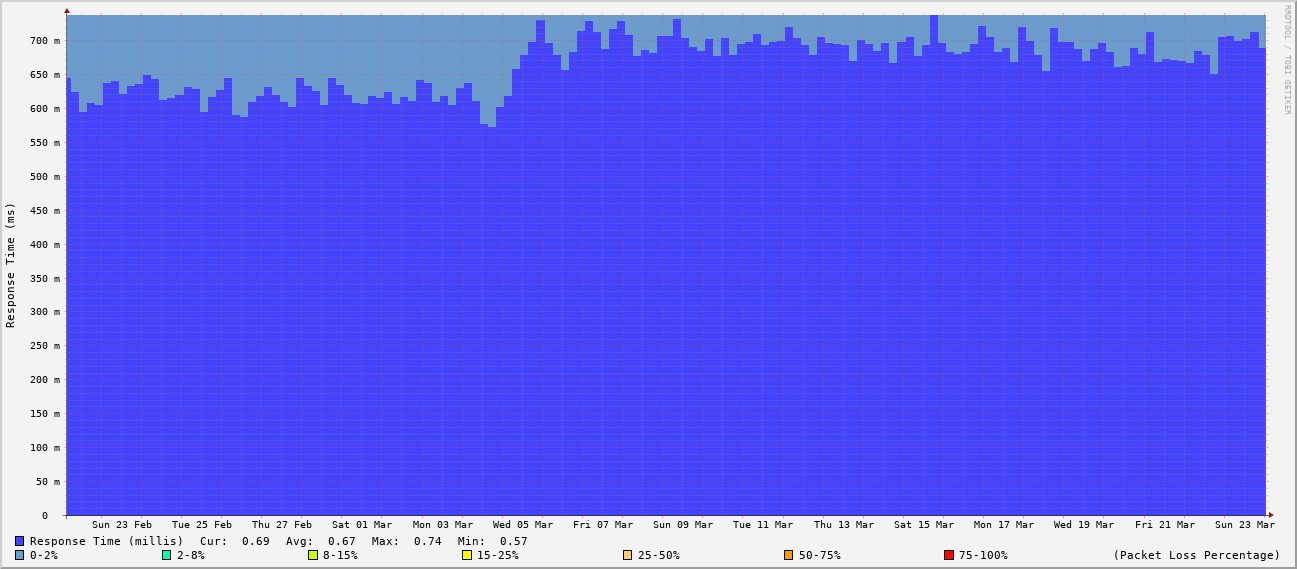 RRDTOOL / TOBI OETIKER
Response Time (ms)
700 m
650 m
600 m
550 m
500 m
450 m
400 m
350 m
300 m
250 m
200 m
150 m
100 m
50 m
0
Sun 23 Feb Tue 25 Feb Thu 27 Feb Sat 01 Mar Mon 03 Mar Wed 05 Mar Fri 07 Mar Sun 09 Mar Tue 11 Mar Thu 13 Mar Sat 15 Mar Mon 17 Mar Wed 19 Mar Fri 21 Mar Sun 23 Mar
Response Time (millis) Cur: 0.69 Avg: 0.67 Max: 0.74 Min: 0.57
0-2% 2-8% 8-15% 15-25% 25-50% 50-75% 75-100% (Packet Loss Percentage)